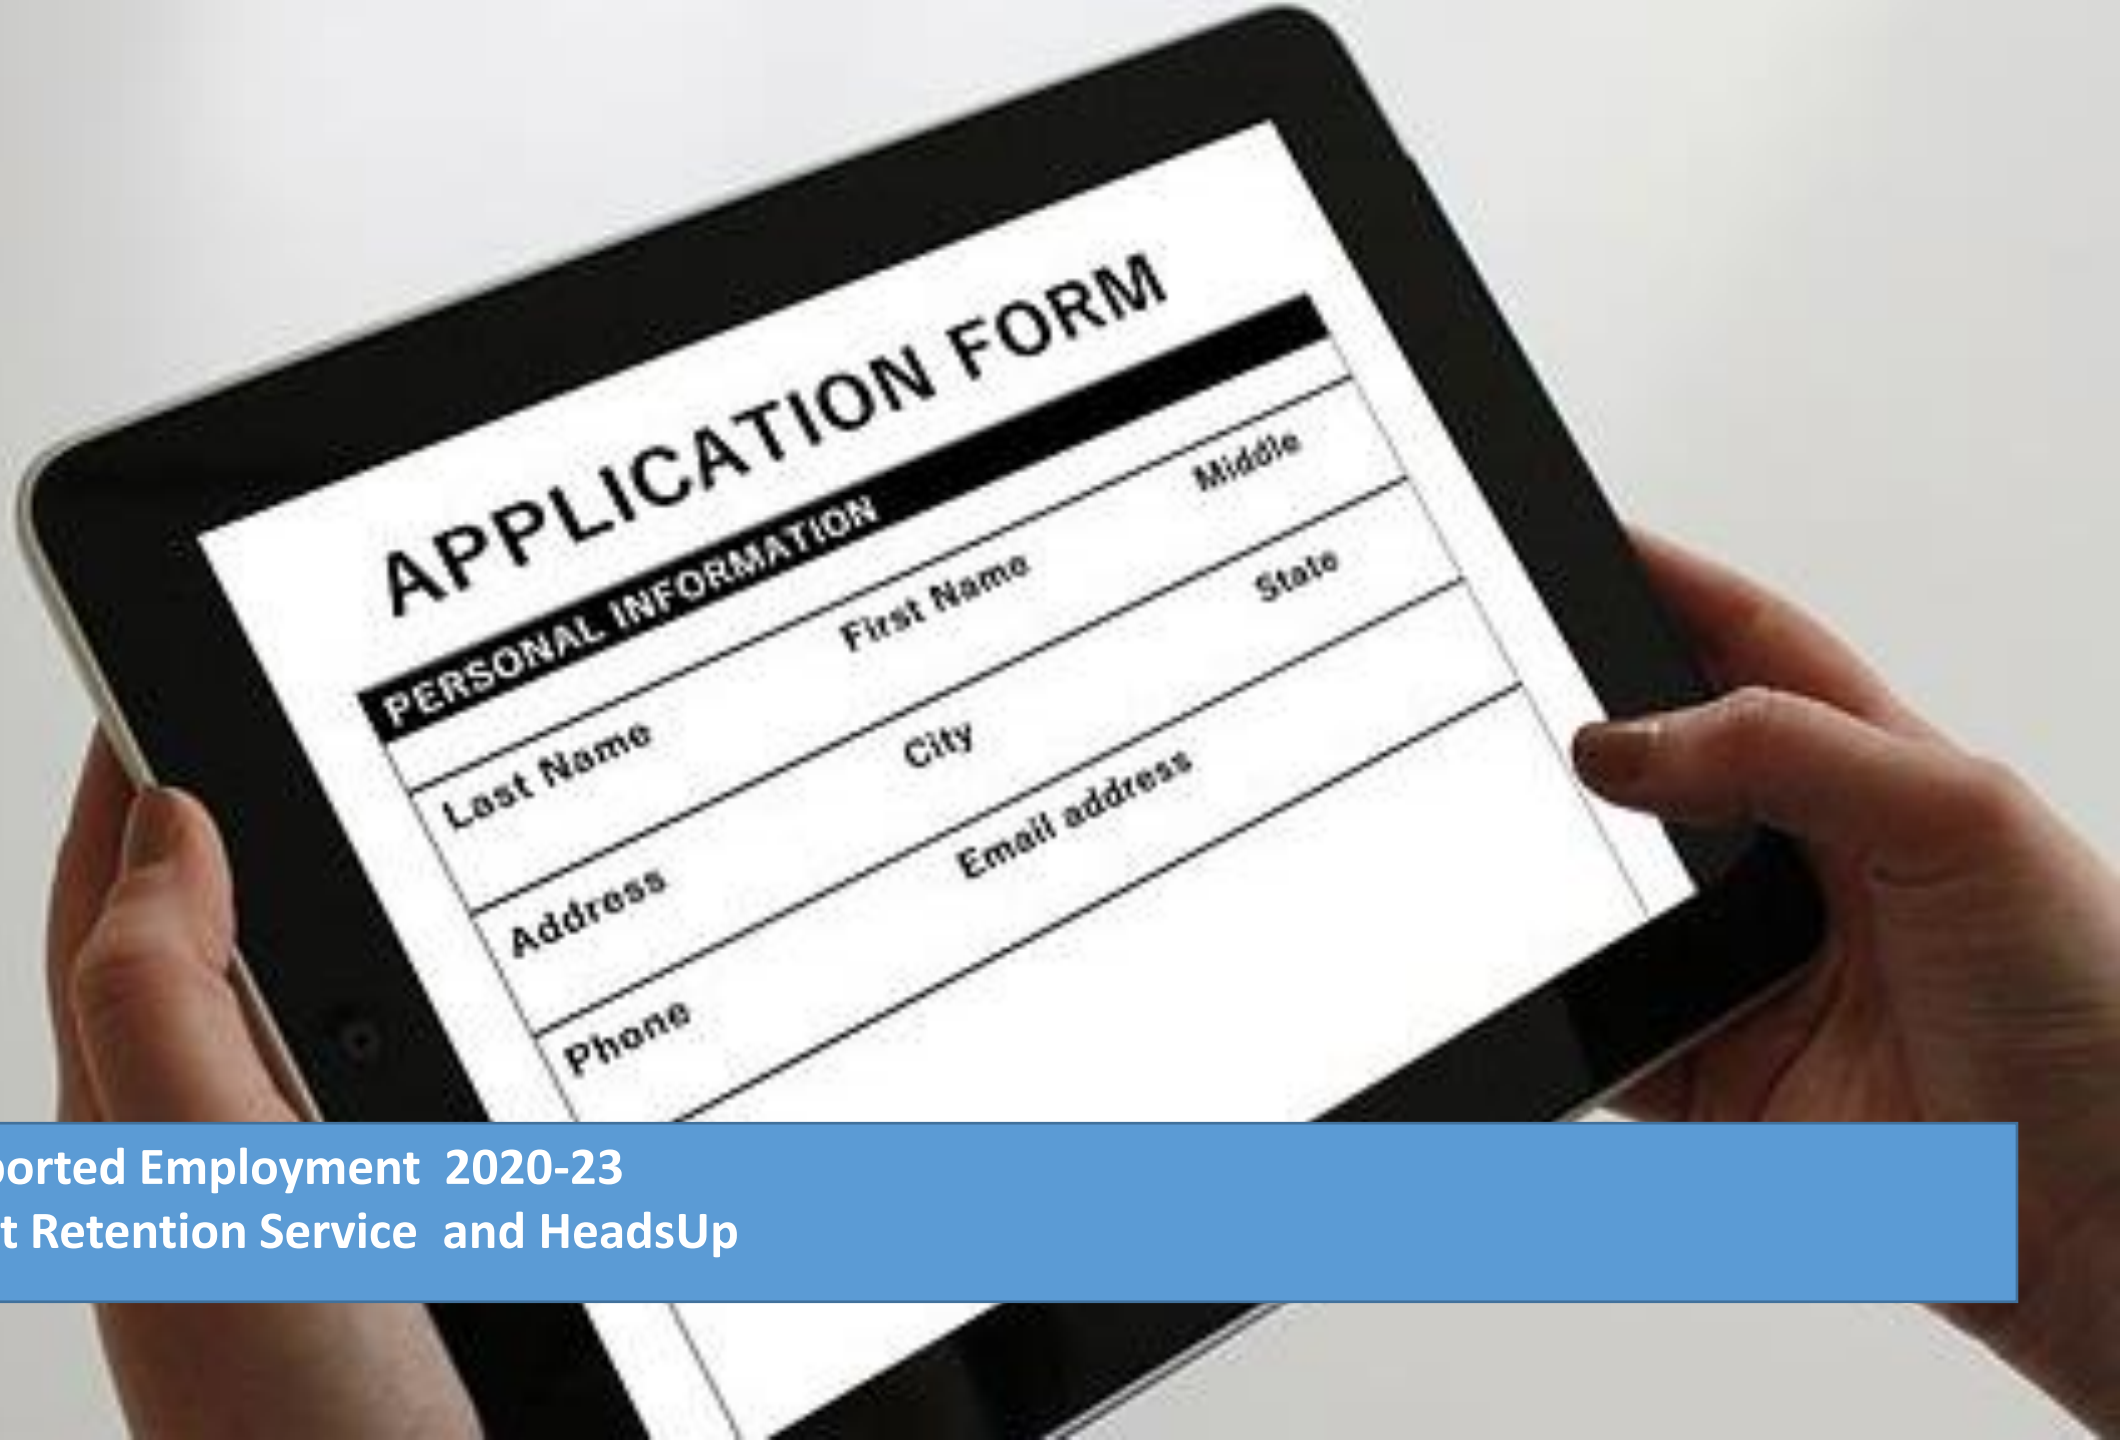 APPLICATION FORM
PERSONAL INFORMATION
Last Name First Name Middle
Address City State
Phone Email address
Employment 2020-23
Retention Service and HeadsUp